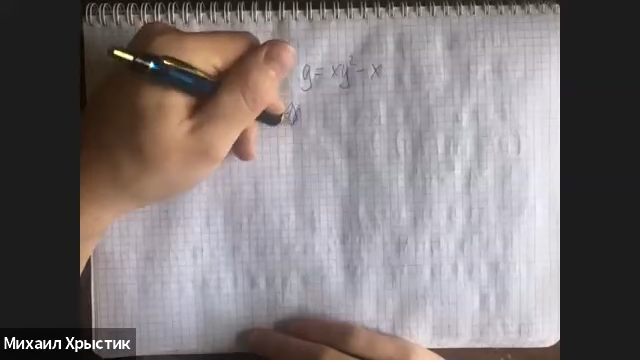 y = xy² - x
Михаил Хрыстик